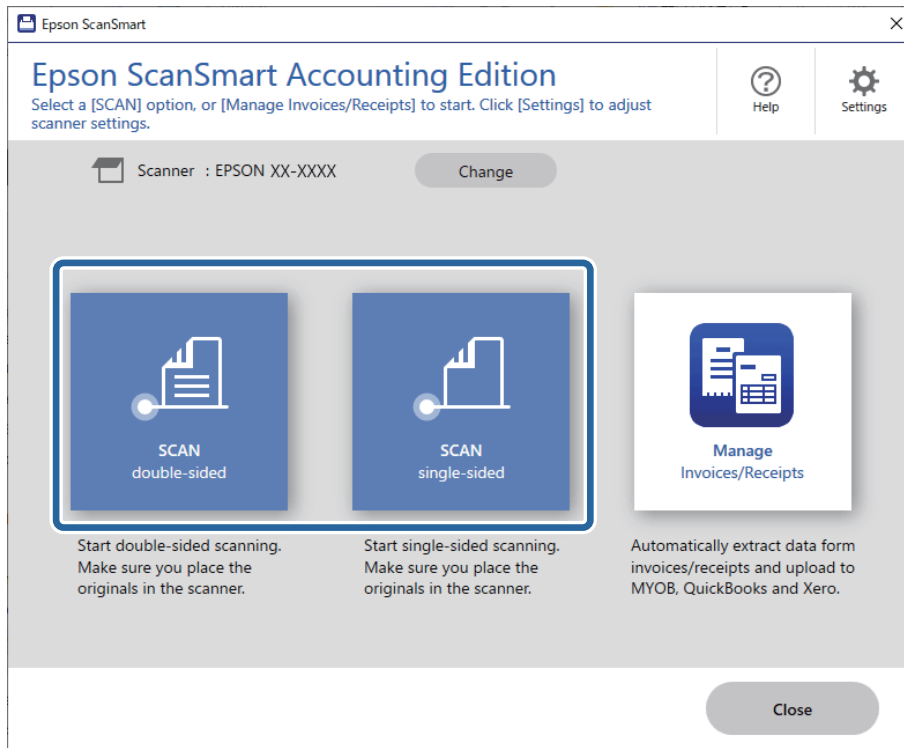 Epson ScanSmart
Epson ScanSmart Accounting Edition
Select a [SCAN] option, or [Manage Invoices/Receipts] to start. Click [Settings] to adjust
scanner settings.
Help
Settings
Scanner : EPSON XX-XXXX
Change
SCAN
double-sided
Start double-sided scanning.
Make sure you place the
originals in the scanner.
SCAN
single-sided
Start single-sided scanning.
Make sure you place the
originals in the scanner.
Manage
Invoices/Receipts
Automatically extract data form
invoices/receipts and upload to
MYOB, QuickBooks and Xero.
Close